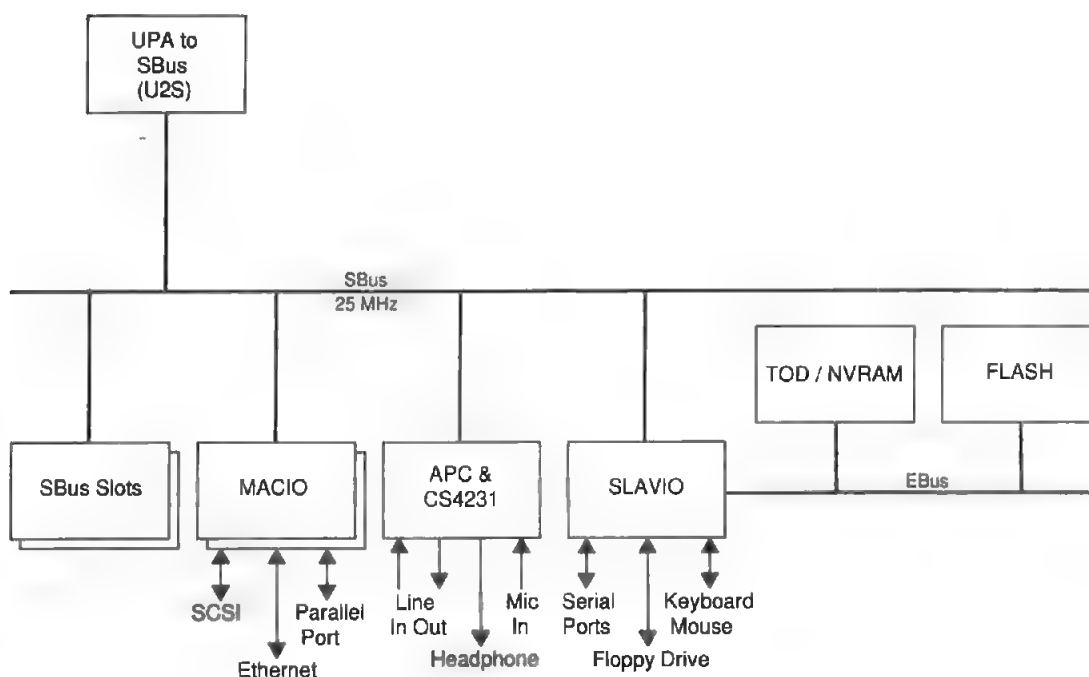 UPA to
SBus
(U2S)
SBus
25 MHz
TOD / NVRAM
FLASH
SBus Slots
MACIO
APC &
CS4231
SLAVIO
EBus
SCSI
Parallel
Port
Ethernet
Line
In Out
Mic
In
Headphone
Serial
Ports
Keyboard
Mouse
Floppy Drive